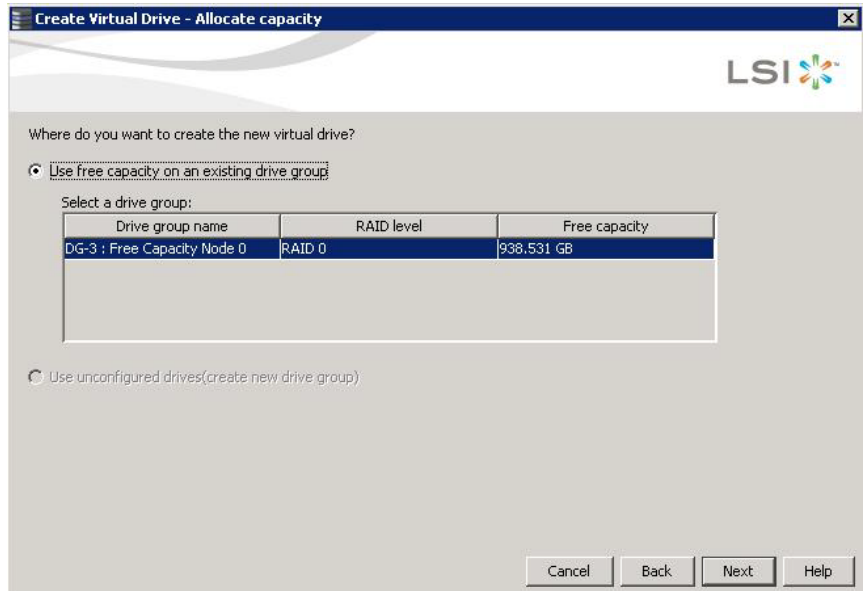 Create Virtual Drive - Allocate capacity
LSI
Where do you want to create the new virtual drive?
Use free capacity on an existing drive group
Select a drive group:
Drive group name RAID level Free capacity
DG-3 : Free Capacity Node 0 RAID 0 938.531 GB
Use unconfigured drives(create new drive group)
Cancel Back Next Help